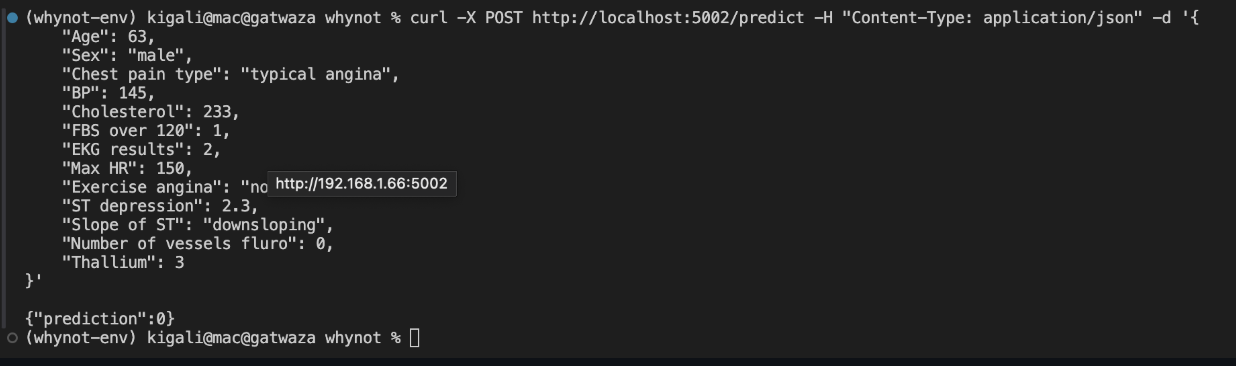 (whynot-env) kigali@mac@gatwaza whynot % curl -X POST http://localhost:5002/predict -H "Content-Type: application/json" -d '{
"Age": 63,
"Sex": "male",
"Chest pain type": "typical angina",
"BP": 145,
"Cholesterol": 233,
"FBS over 120": 1,
"EKG results": 2,
"Max HR": 150,
"Exercise angina": "no
http://192.168.1.66:5002
"ST depression": 2.3,
"Slope of ST": "downsloping",
"Number of vessels fluro": 0,
"Thallium": 3
}'
{"prediction":0}
(whynot-env) kigali@mac@gatwaza whynot %